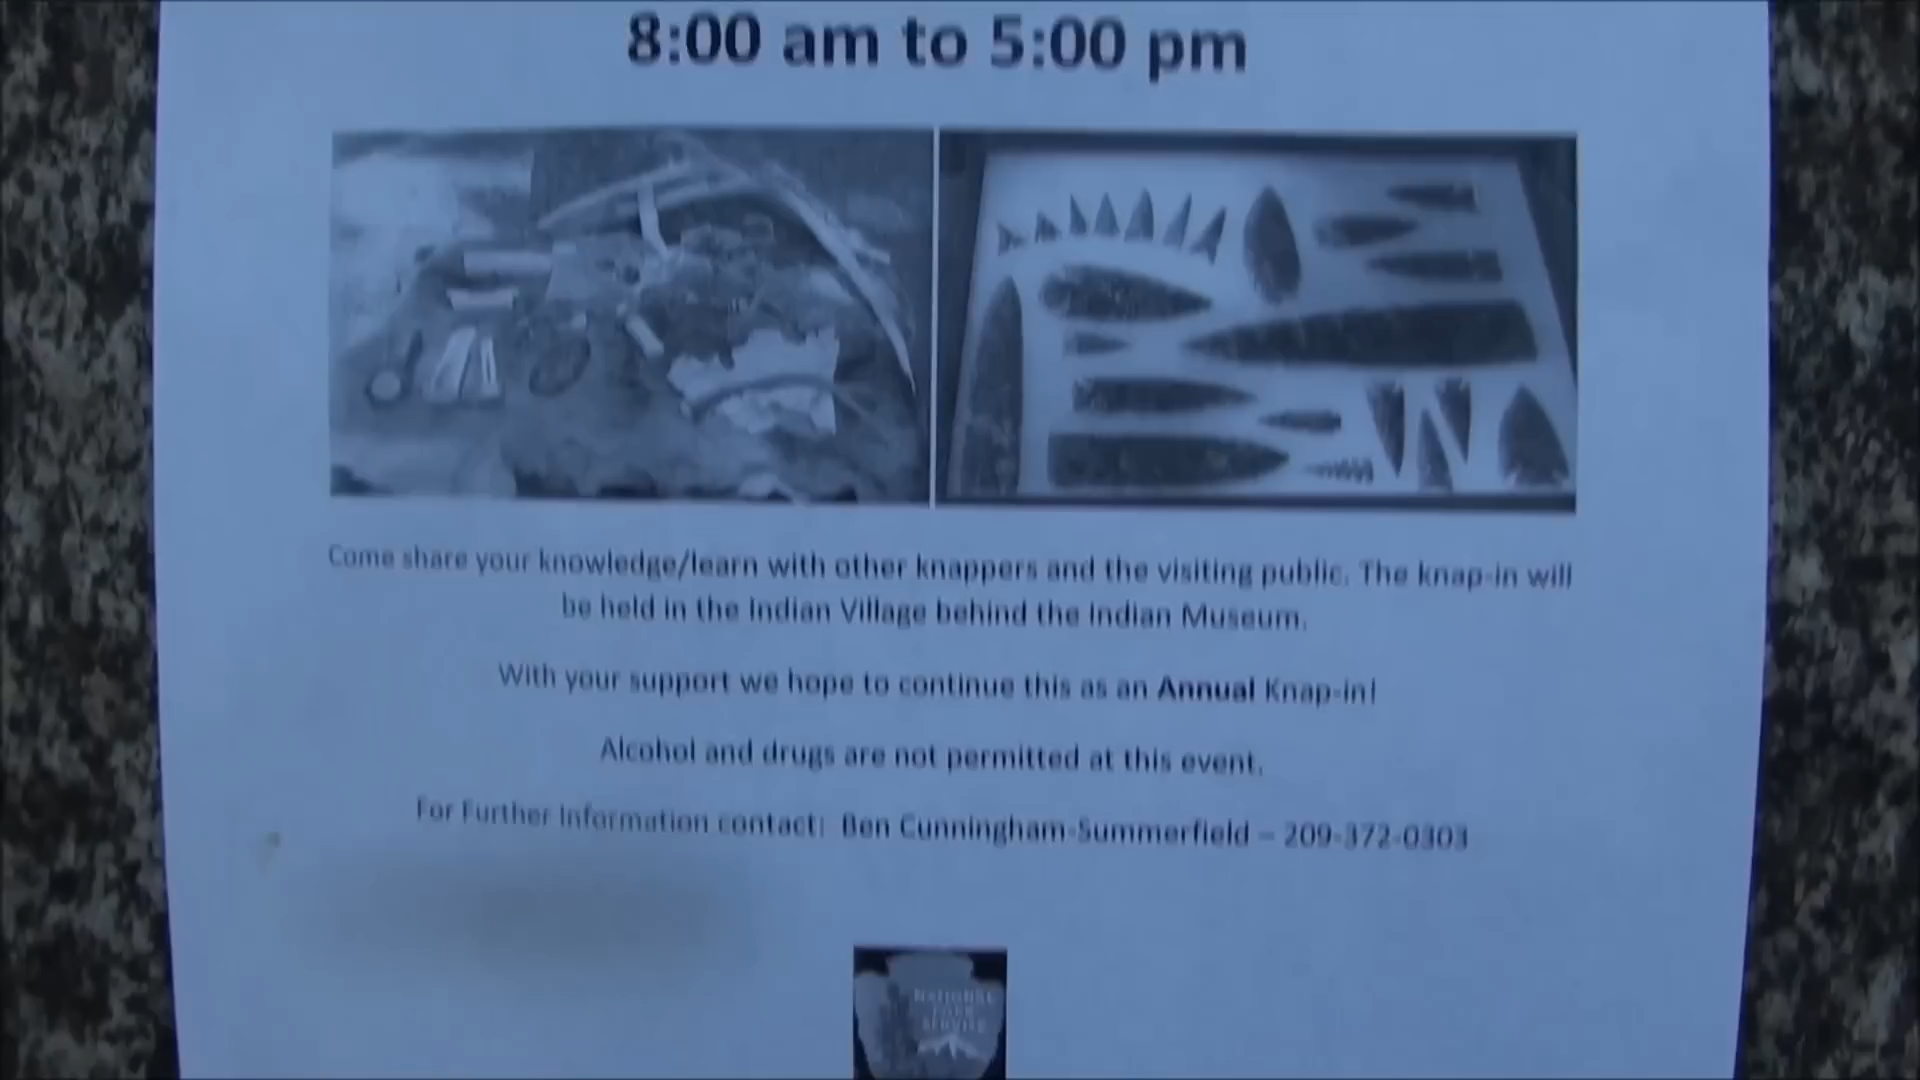 8:00 am to 5:00 pm
Come share your knowledge/learn with other knappers and the visiting public. The knap-in will
be held in the Indian Village behind the Indian Museum.
With your support we hope to continue this as an Annual Knap-in!
Alcohol and drugs are not permitted at this event.
For Further Information contact: Ben Cunningham-Summerfield – 209-372-0303
NATIONAL
PARK
SERVICE